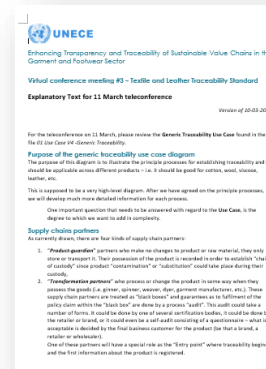 UNECE
Enhancing Transparency and Traceability of Sustainable Value Chains in th
Garment and Footwear Sector
Virtual conference meeting #3 – Textile and Leather Traceability Standard
Explanatory Text for 11 March teleconference
Version of 10-03-20
For the teleconference on 11 March, please review the Generic Traceability Use Case found in the
file 01 Use Case V4 -Generic Traceability.
Purpose of the generic traceability use case diagram
The purpose of this diagram is to illustrate the principle processes for establishing traceability and
should be applicable across different products – i.e. it should be good for cotton, wool, viscose,
leather, etc.
This is supposed to be a very high-level diagram. After we have agreed on the principle processes,
we will develop much more detailed information for each process.
One important question that needs to be answered with regard to the Use Case, is the
degree to which we want to add in complexity.
Supply chains partners
As currently drawn, there are four kinds of supply chain partners:
1. "Product-guardian" partners who make no changes to product or raw material, they only
store or transport it. Their possession of the product is recorded in order to establish "chai
of custody" since product "contamination" or "substitution" could take place during their
custody,
2. "Transformation partners" who process or change the product in some way when they
possess the goods (i.e. ginner, spinner, weaver, dyer, garment manufacturer, etc.). These
supply chain partners are treated as "black boxes" and guarantees as to fulfilment of the
policy claim within the "black box" are done by a process "audit". This audit could take a
number of forms. It could be done by one of several certification bodies, it could be done b
the retailer or brand, or it could even be a self-audit consisting of a questionnaire – what is
acceptable is decided by the final business customer for the product (be that a brand, a
retailer or wholesaler).
One of these partners will have a special role as the "Entry point" where traceability begin
and the first information about the product is registered.